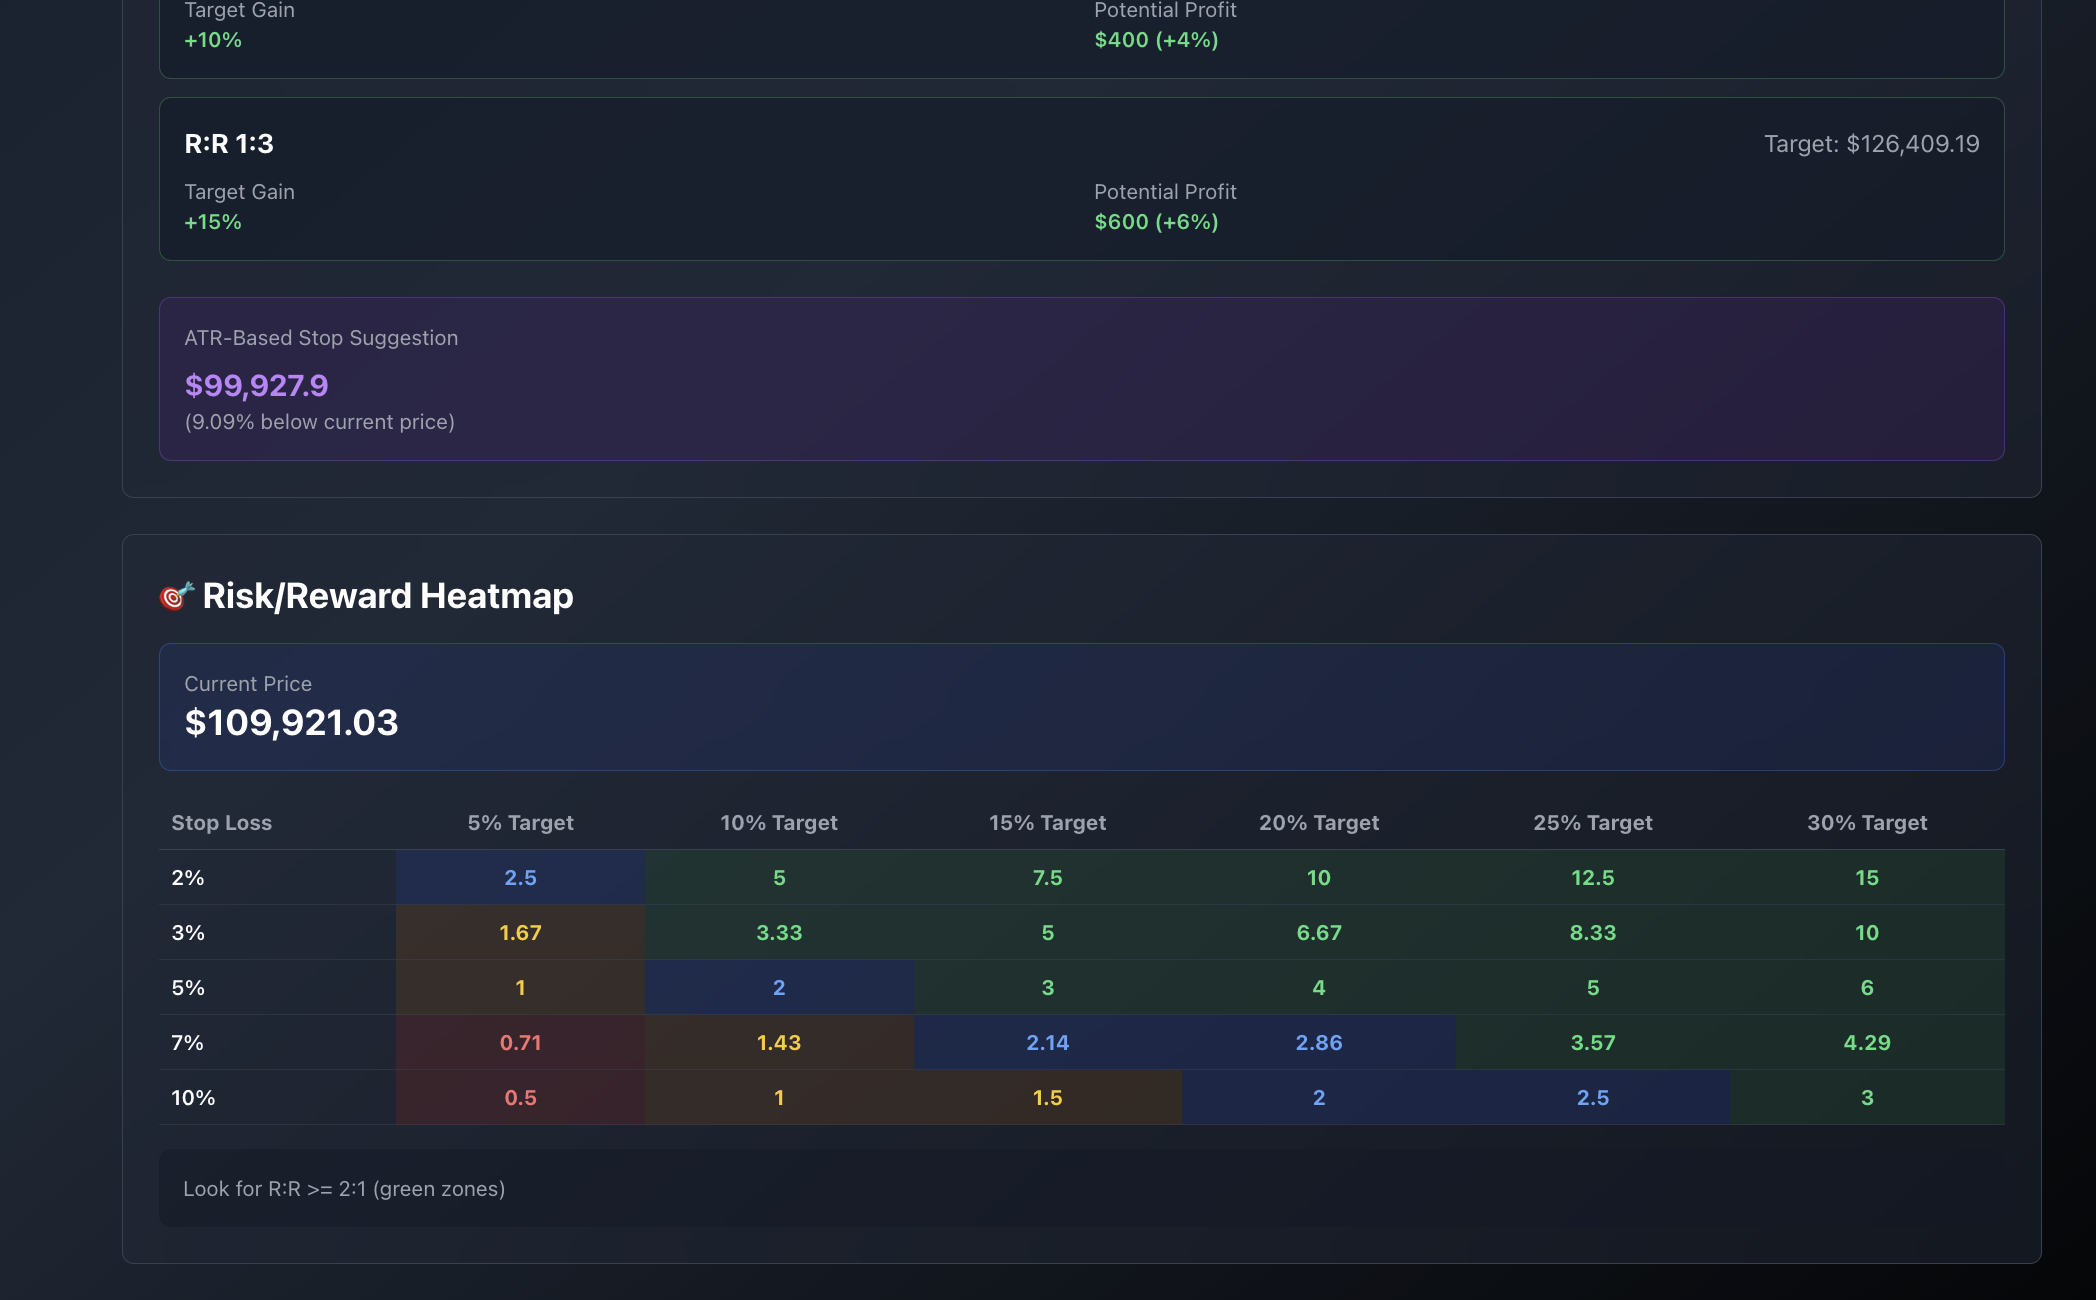 Target Gain Potential Profit
+10% $400 (+4%)
R:R 1:3 Target: $126,409.19
Target Gain Potential Profit
+15% $600 (+6%)
ATR-Based Stop Suggestion
$99,927.9
(9.09% below current price)
🎯 Risk/Reward Heatmap
Current Price
$109,921.03
Stop Loss 5% Target 10% Target 15% Target 20% Target 25% Target 30% Target
2% 2.5 5 7.5 10 12.5 15
3% 1.67 3.33 5 6.67 8.33 10
5% 1 2 3 4 5 6
7% 0.71 1.43 2.14 2.86 3.57 4.29
10% 0.5 1 1.5 2 2.5 3
Look for R:R >= 2:1 (green zones)